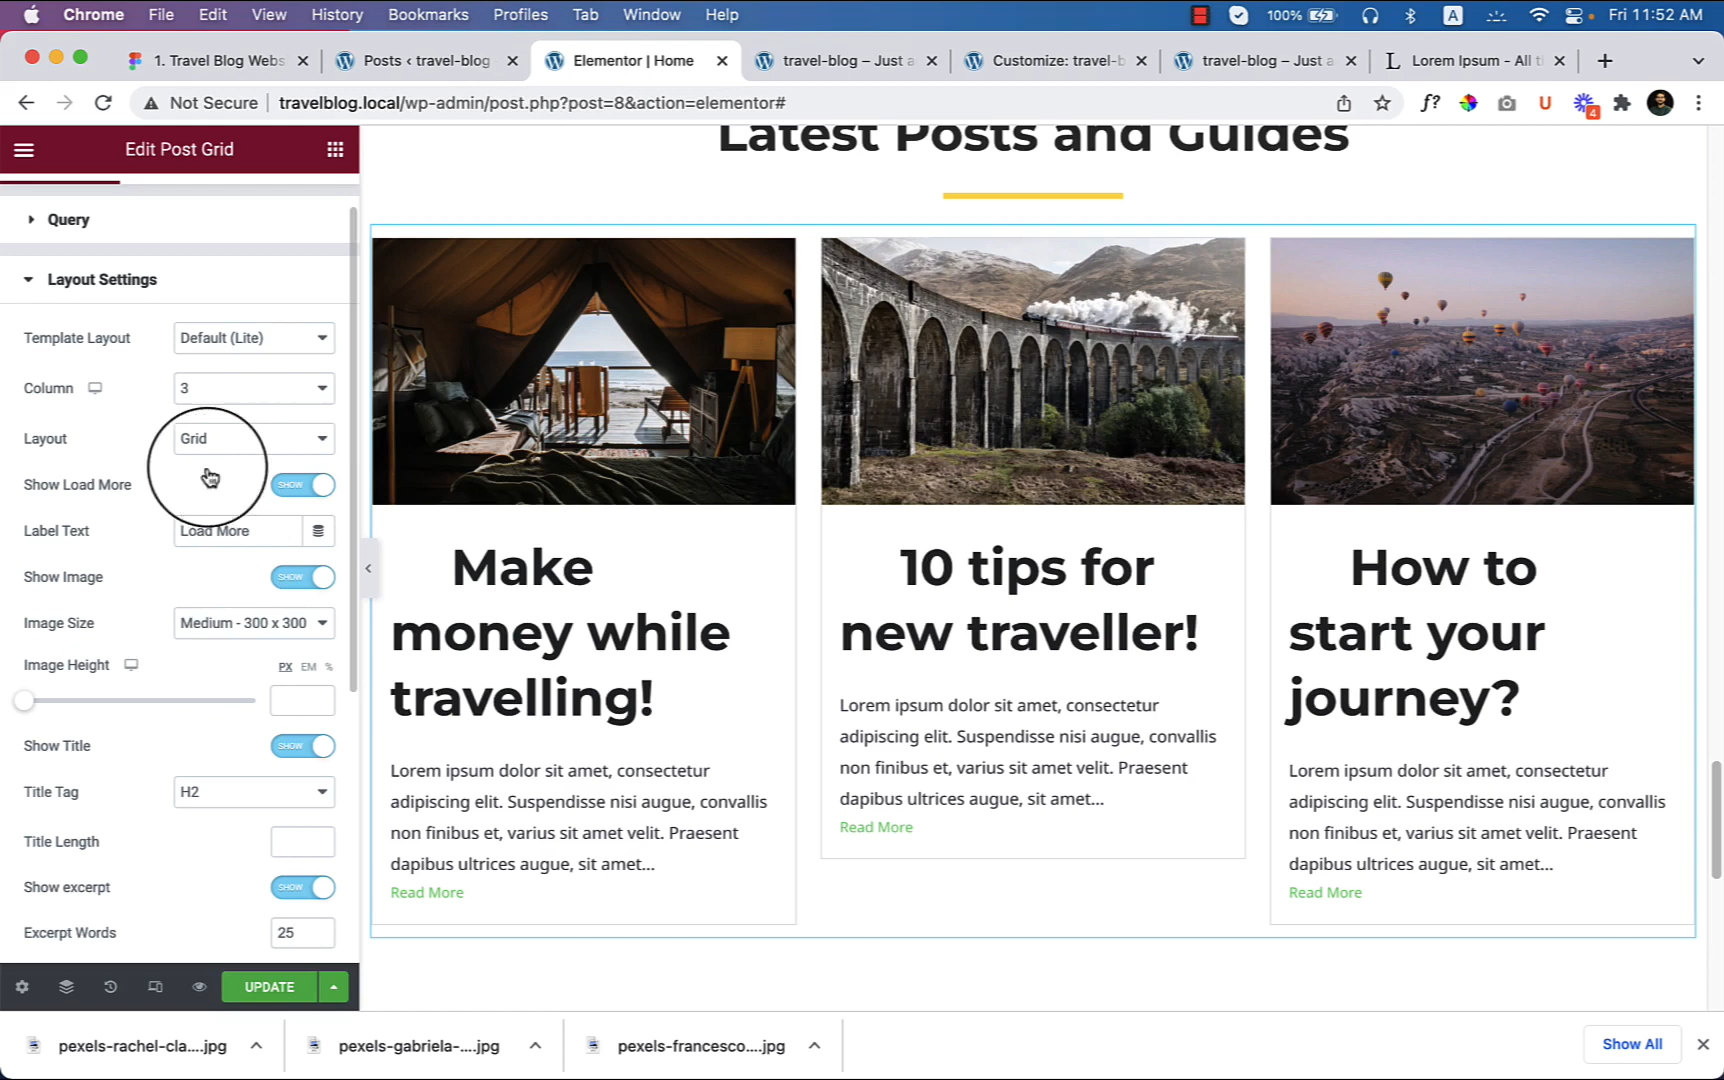 Chrome File Edit View History Bookmarks Profiles Tab Window Help 100% A Fri 11:52 AM
1. Travel Blog Webs
Posts ‹ travel-blog
Elementor | Home
travel-blog – Just a
Customize: travel-b
travel-blog – Just a
L Lorem Ipsum - All t
Not Secure travelblog.local/wp-admin/post.php?post=8&action=elementor#
f? U 4
Edit Post Grid
Query
Layout Settings
Template Layout Default (Lite)
Column 3
Layout Grid
Show Load More SHOW
Label Text Load More
Show Image SHOW
Image Size Medium - 300 x 300
Image Height PX EM %
Show Title SHOW
Title Tag H2
Title Length
Show excerpt SHOW
Excerpt Words 25
UPDATE
Latest Posts and Guides
Make
money while
travelling!
Lorem ipsum dolor sit amet, consectetur
adipiscing elit. Suspendisse nisi augue, convallis
non finibus et, varius sit amet velit. Praesent
dapibus ultrices augue, sit amet...
Read More
10 tips for
new traveller!
Lorem ipsum dolor sit amet, consectetur
adipiscing elit. Suspendisse nisi augue, convallis
non finibus et, varius sit amet velit. Praesent
dapibus ultrices augue, sit amet...
Read More
How to
start your
journey?
Lorem ipsum dolor sit amet, consectetur
adipiscing elit. Suspendisse nisi augue, convallis
non finibus et, varius sit amet velit. Praesent
dapibus ultrices augue, sit amet...
Read More
pexels-rachel-cla....jpg
pexels-gabriela-....jpg
pexels-francesco....jpg
Show All